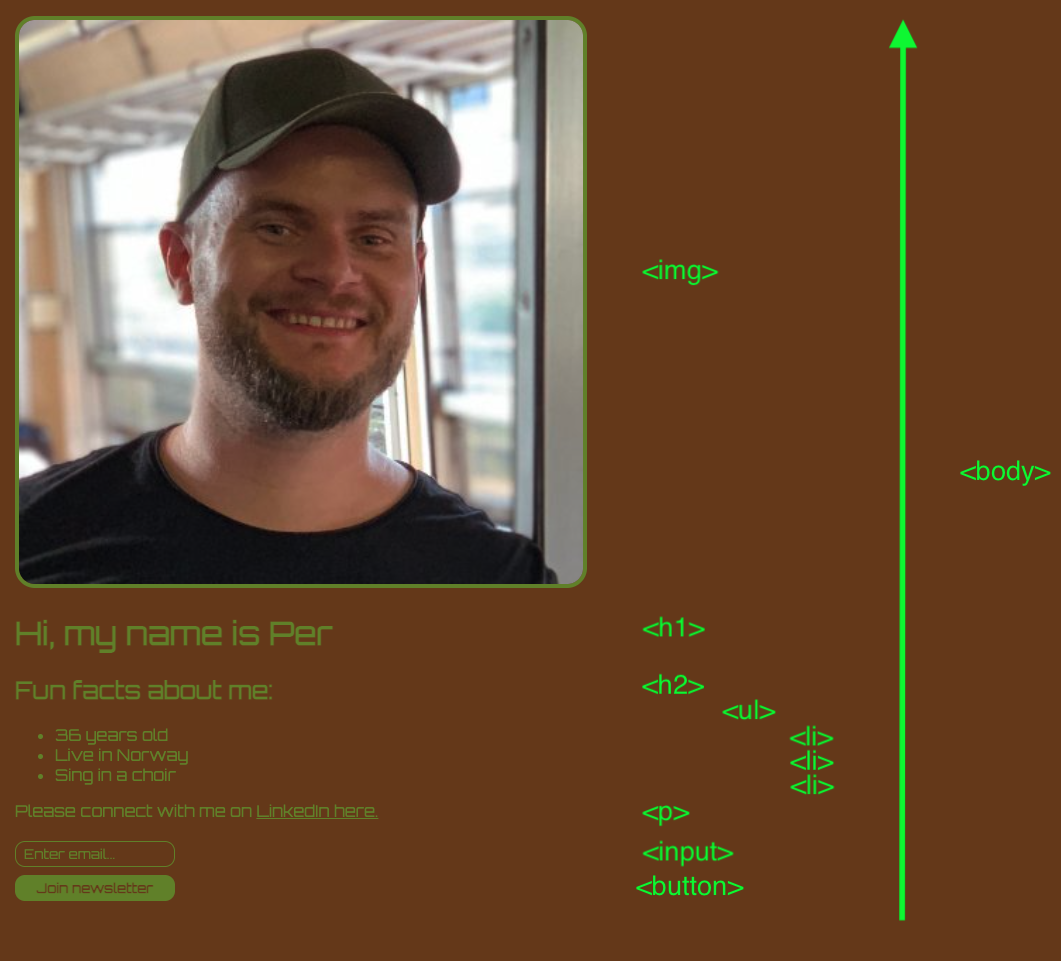 <img>
<body>
Hi, my name is Per
<h1>
Fun facts about me:
<h2>
<ul>
36 years old
<li>
Live in Norway
<li>
Sing in a choir
<li>
Please connect with me on LinkedIn here.
<p>
Enter email...
<input>
Join newsletter
<button>